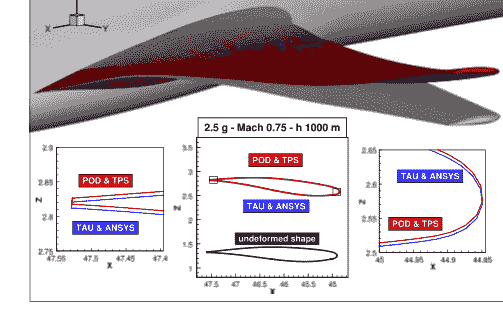 X Y
2.5 g - Mach 0.75 - h 1000 m
2.9
2.85
2.8
2.75
Z
POD & TPS
TAU & ANSYS
47.55 47.5 47.45 47.4
X
3.5
3
2.5
2
1.5
1
Z
POD & TPS
TAU & ANSYS
undeformed shape
47.5 47 46.5 46 45.5 45
X
2.65
2.6
2.55
2.5
Z
TAU & ANSYS
POD & TPS
45 44.95 44.9 44.85
X